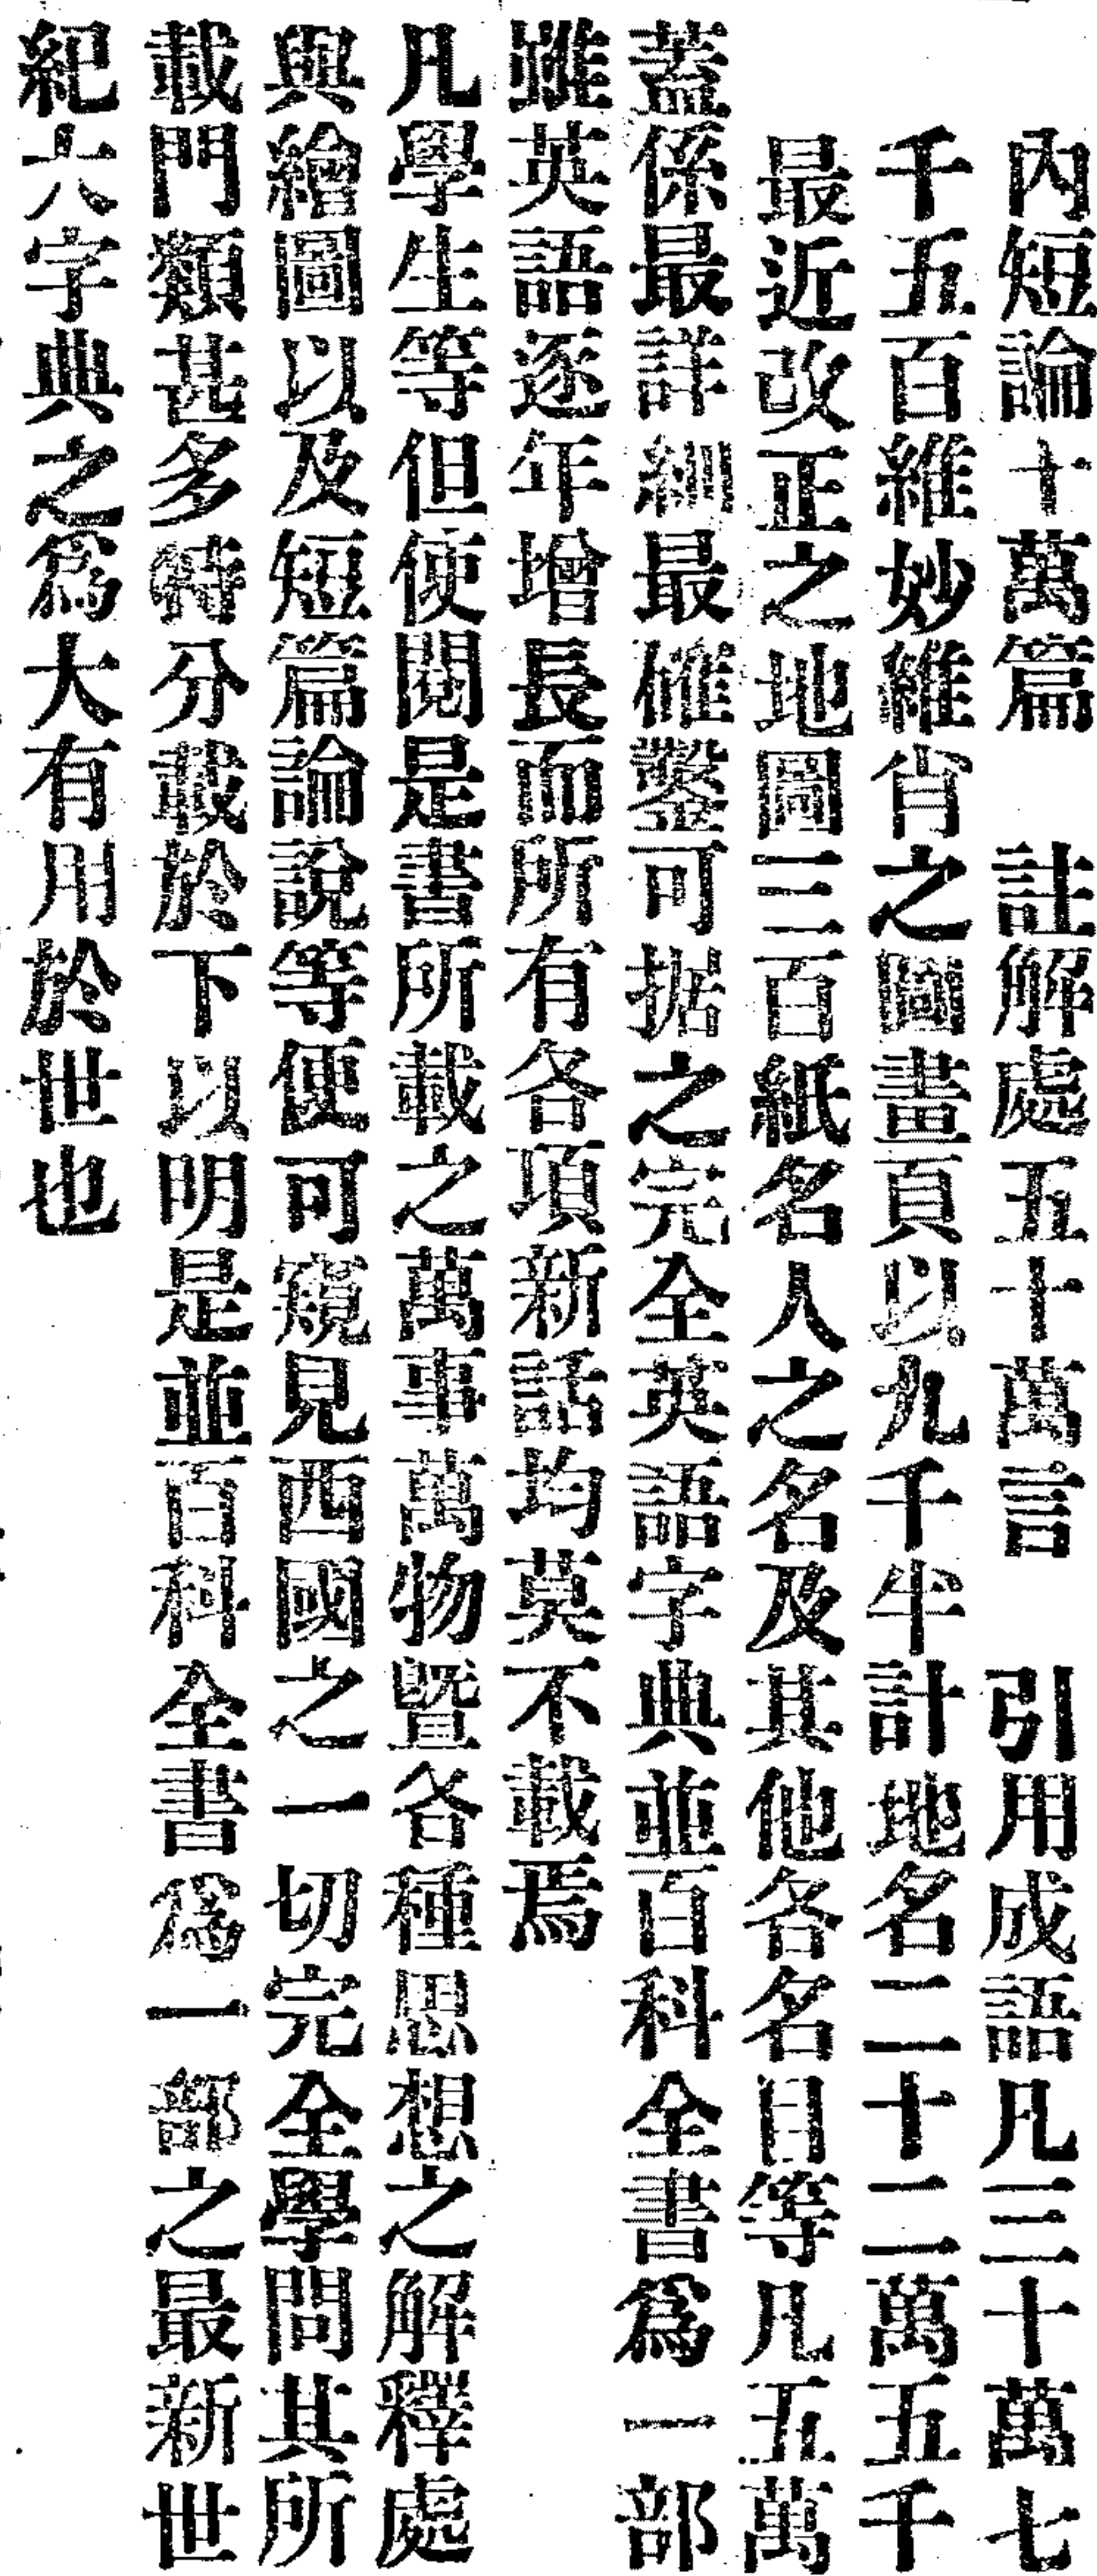 內短論十萬篇　註解處五十萬言　引用成語凡三十萬七
千五百維妙維肖之圖畫頁以九千半計地名二十二萬五千
最近改正之地圖三百紙名人之名及其他各名目等凡五萬
蓋係最詳細最確鑿可据之完全英語字典並百科全書爲一部
雖英語逐年增長而所有各項新話均莫不載焉
凡學生等但使閱是書所載之萬事萬物暨各種思想之解釋處
與繪圖以及短篇論說等便可窺見西國之一切完全學問其所
載門類甚多特分載於下以明是並百科全書爲一部之最新世
紀大字典之爲大有用於世也